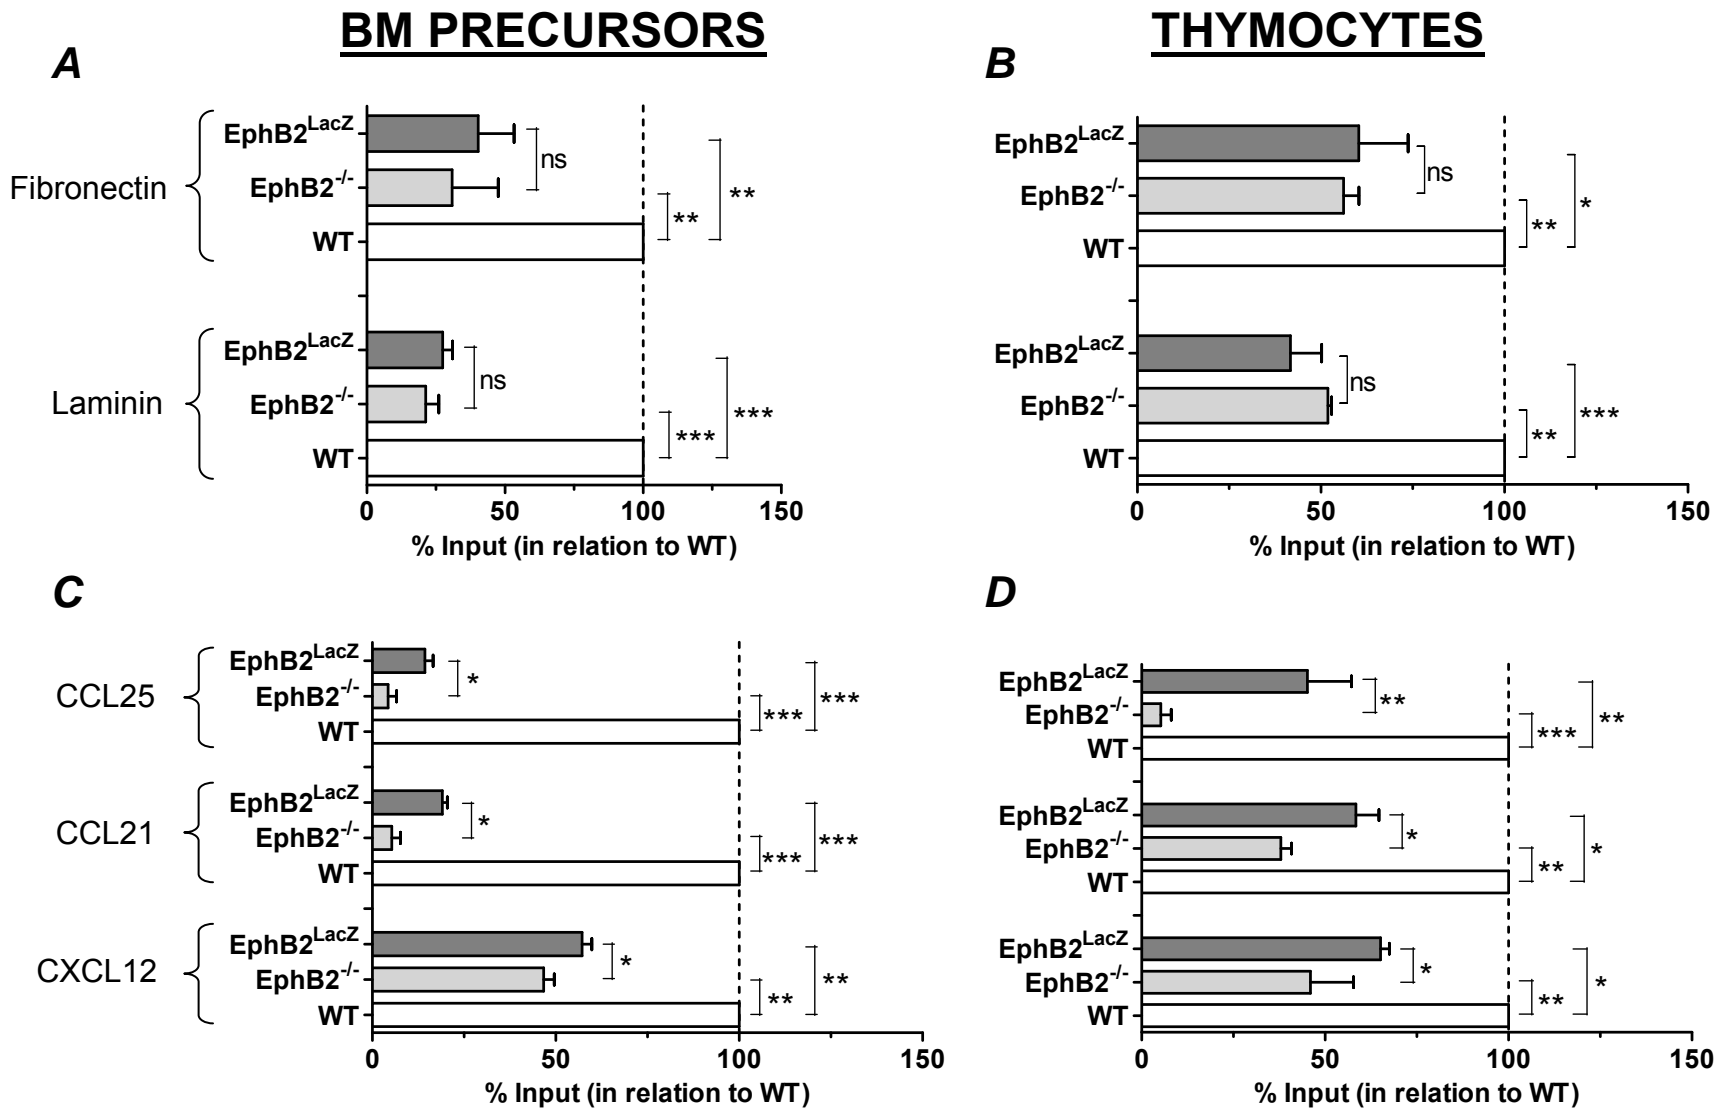 BM PRECURSORS
THYMOCYTES
A
Fibronectin
EphB2LacZ
EphB2-/-
WT
ns
**
**
Laminin
EphB2LacZ
EphB2-/-
WT
ns
***
***
0 50 100 150
% Input (in relation to WT)
B
EphB2LacZ
EphB2-/-
WT
ns
**
*
EphB2LacZ
EphB2-/-
WT
ns
**
***
0 50 100 150
% Input (in relation to WT)
C
CCL25
EphB2LacZ
EphB2-/-
WT
*
***
***
CCL21
EphB2LacZ
EphB2-/-
WT
*
***
***
CXCL12
EphB2LacZ
EphB2-/-
WT
*
**
**
0 50 100 150
% Input (in relation to WT)
D
EphB2LacZ
EphB2-/-
WT
**
***
**
EphB2LacZ
EphB2-/-
WT
*
**
*
EphB2LacZ
EphB2-/-
WT
*
**
*
0 50 100 150
% Input (in relation to WT)